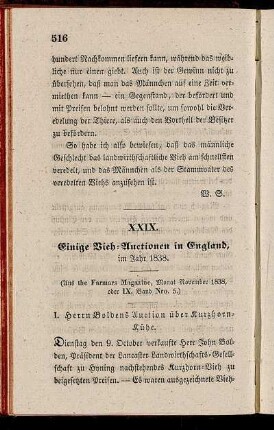 516
hundert Nachkommen liefern kann, während das weib-
liche nur eines giebt. Auch ist der Gewinn nicht zu
übersehen, daß man das Männchen auf eine Zeit ver-
miethen kann — ein Gegenstand, der befördert und
mit Preisen belohnt werden sollte, um sowohl die Ver-
edelung der Thiere, als auch den Vortheil der Besitzer
zu befördern.
So habe ich also bewiesen, daß das männliche
Geschlecht das landwirthschaftliche Vieh am schnellsten
veredelt, und das Männchen als der Stammvater des
veredelten Viehs anzusehen ist.
W. S.
XXIX.
Einige Vieh-Auctionen in England,
im Jahr 1838.
(Aus the Farmers Magazine, Monat November 1838,
oder IX. Band Nro. 5.)
1. Herrn Boldens Auction über Kurzhorn-
Kühe.
Dienstag den 9. October verkaufte Herr John Bol-
den, Präsident der Lancaster Landwirthschafts-Gesell-
schaft zu Honing nachstehendes Kurzhorn-Vieh zu
beigesetzten Preisen. — Es waren ausgezeichnete Vieh-